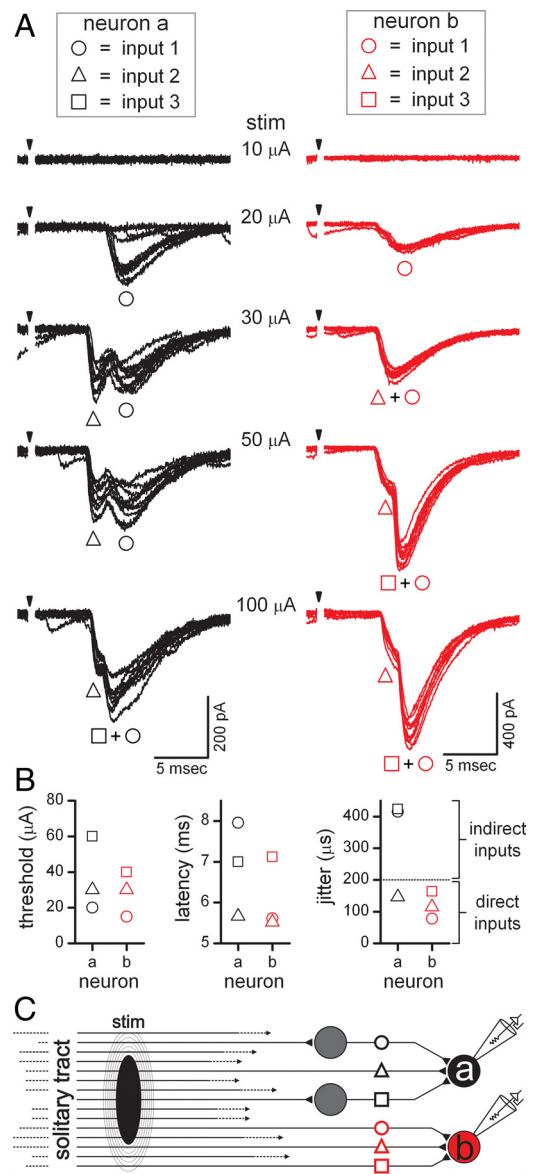 A
neuron a
= input 1
= input 2
= input 3
neuron b
= input 1
= input 2
= input 3
stim
10 μA
20 μA
30 μA
+
50 μA
+
100 μA
+
200 pA
5 msec
+
400 pA
5 msec
B
threshold (μA)
80
60
40
20
0
a b
neuron
latency (ms)
8
7
6
5
a b
neuron
jitter (μs)
400
300
200
100
0
a b
neuron
indirect
inputs
direct
inputs
C
stim
solitary tract
a
b